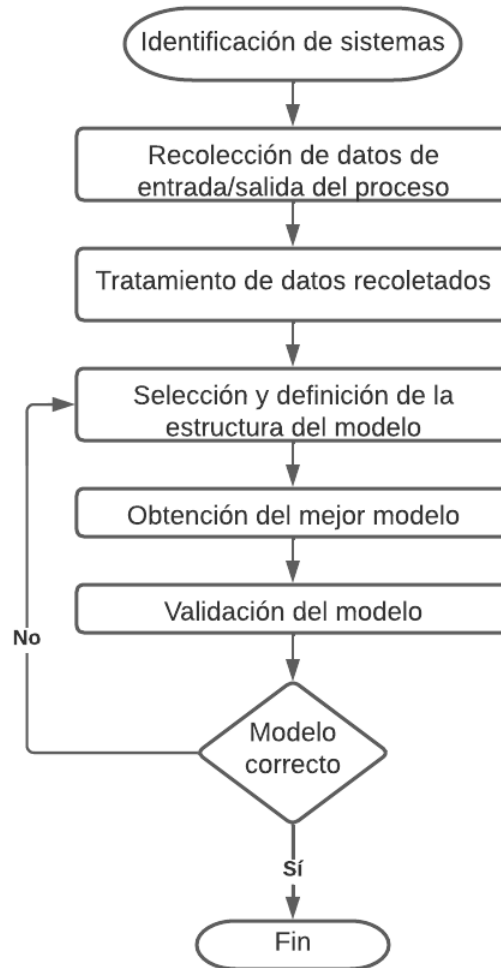 Identificación de sistemas
Recolección de datos de
entrada/salida del proceso
Tratamiento de datos recoletados
Selección y definición de la
estructura del modelo
Obtención del mejor modelo
Validación del modelo
No
Modelo
correcto
Sí
Fin